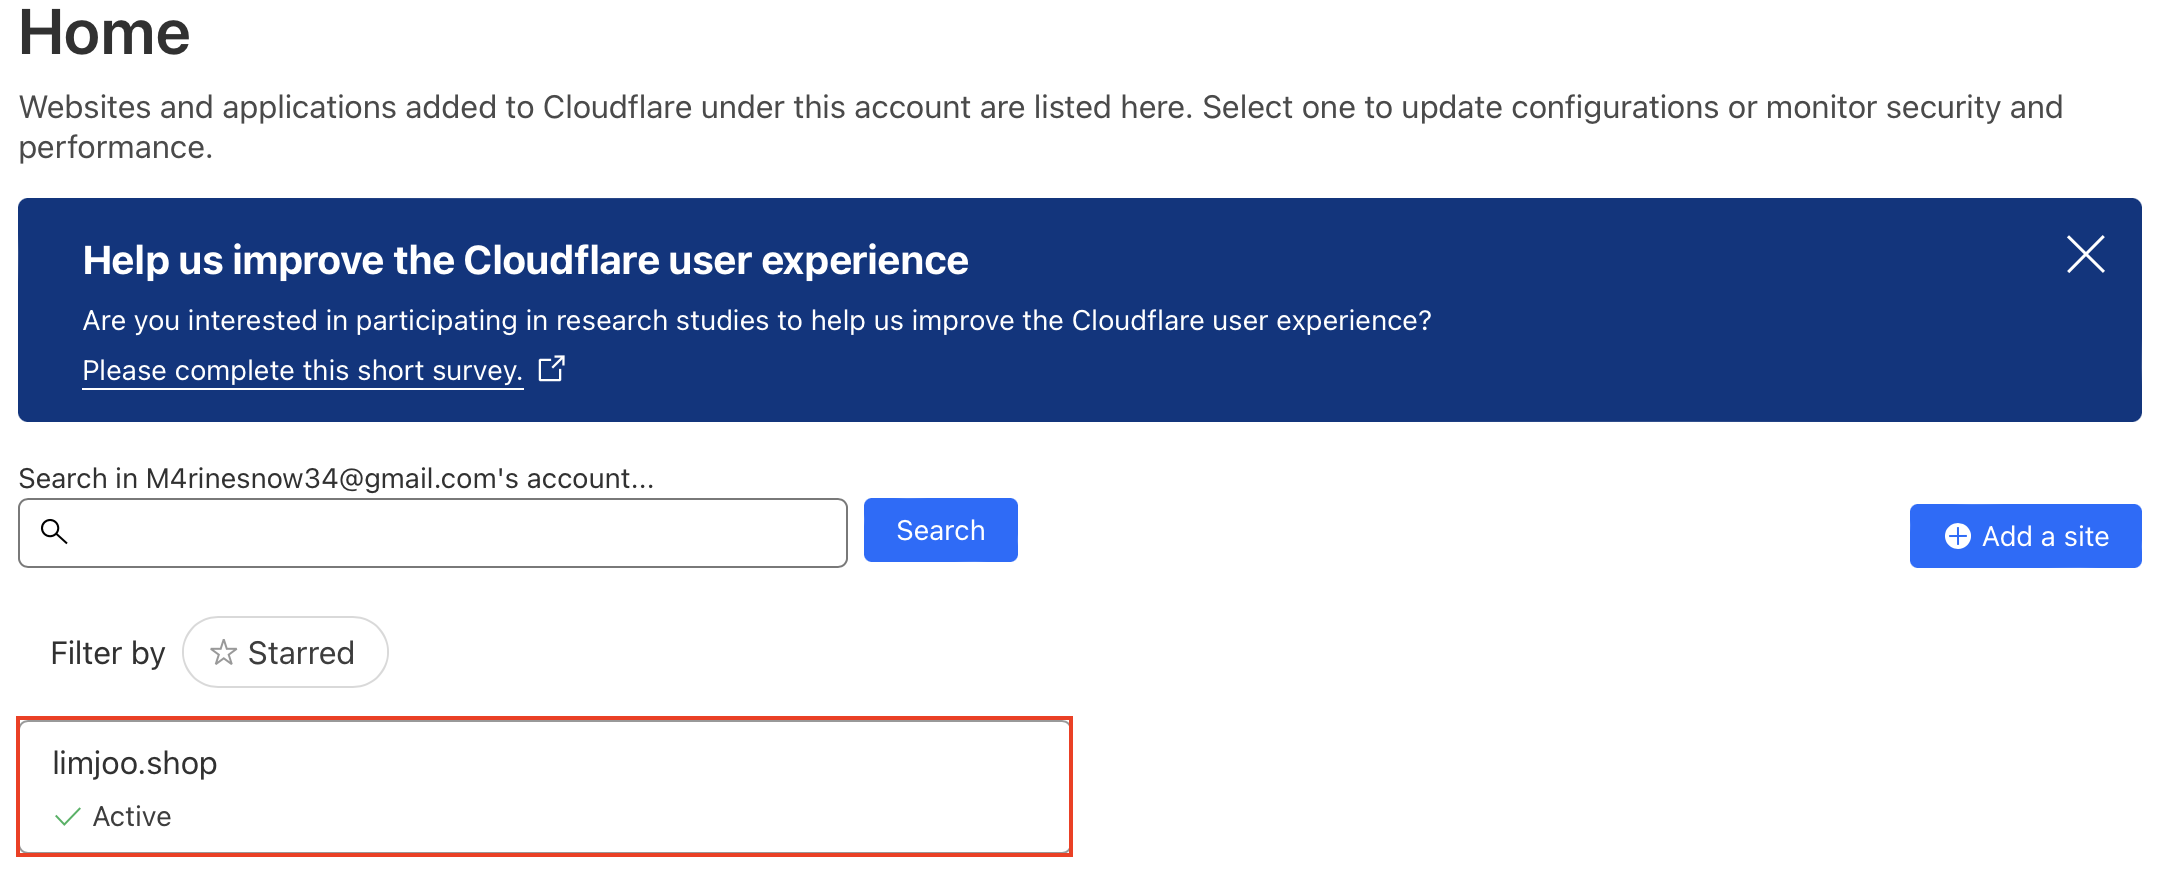 Home
Websites and applications added to Cloudflare under this account are listed here. Select one to update configurations or monitor security and
performance.
Help us improve the Cloudflare user experience
Are you interested in participating in research studies to help us improve the Cloudflare user experience?
Please complete this short survey.
Search in M4rinesnow34@gmail.com's account...
Search
Add a site
Filter by
Starred
limjoo.shop
Active